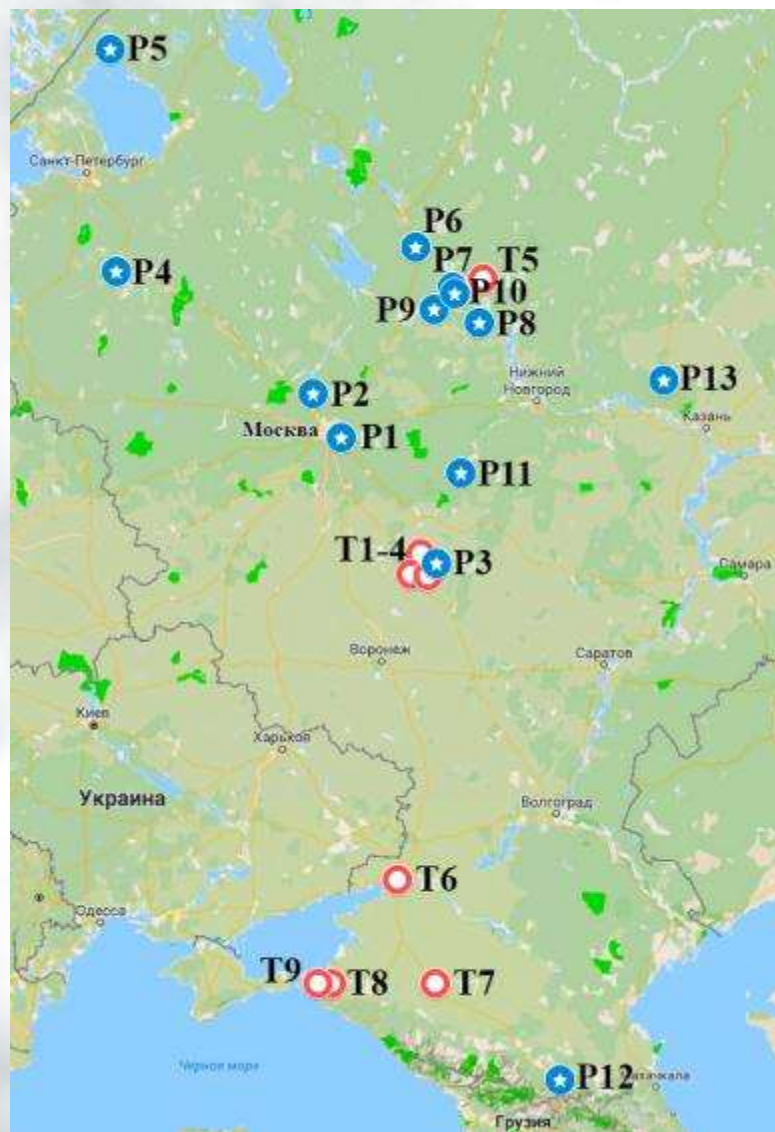 P5
Санкт-Петербург
P6
P7
T5
P4
P10
P9
P8
Нижний
Новгород
P2
P13
Казань
Москва
P1
P11
T1-4
P3
Самара
Воронеж
Саратов
Киев
Харьков
Украина
Волгоград
T6
Одесса
T9
T8
T7
Черное море
P12
Грузия